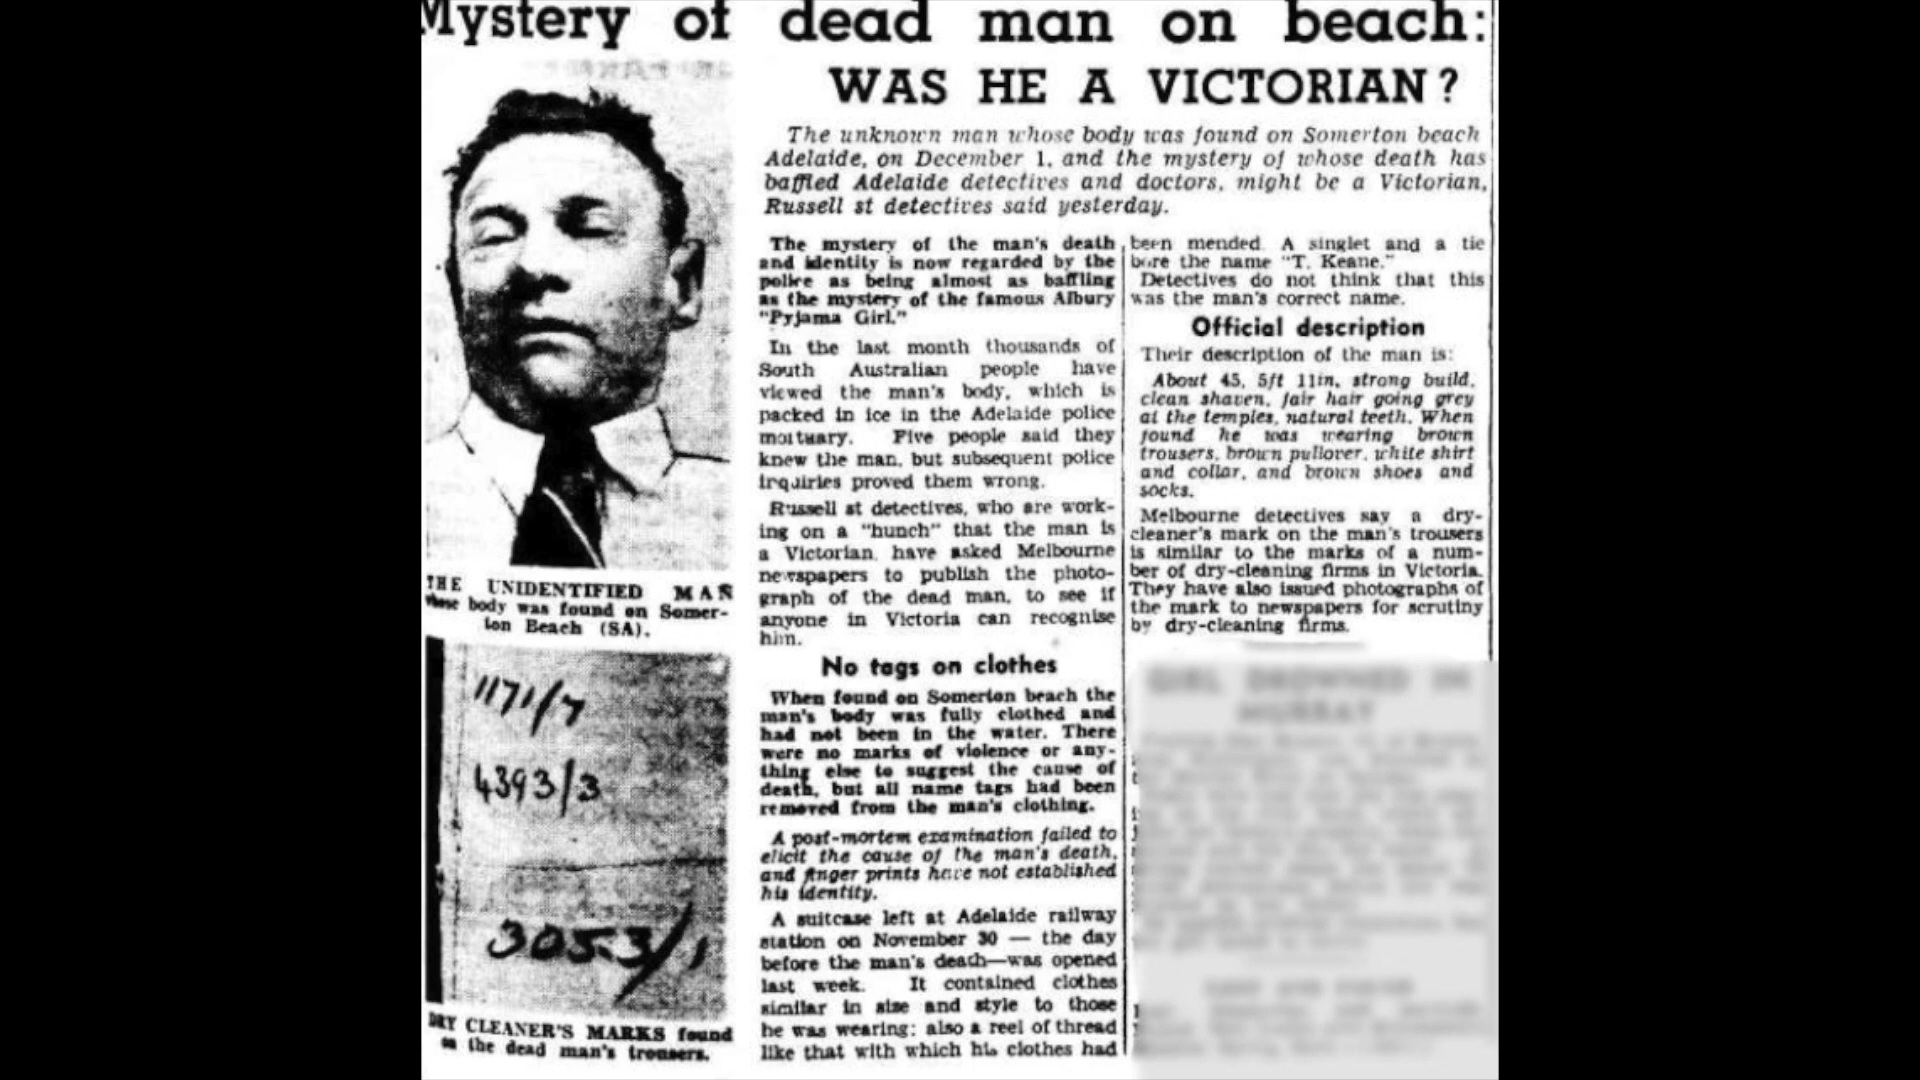 Mystery of dead man on beach:
WAS HE A VICTORIAN?
The unknown man whose body was found on Somerton beach
Adelaide, on December 1, and the mystery of whose death has
baffled Adelaide detectives and doctors, might be a Victorian,
Russell st detectives said yesterday.
THE UNIDENTIFIED MAN
whose body was found on Somer-
ton Beach (SA).
1171/7
4393/3
3053/1
DRY CLEANER'S MARKS found
on the dead man's trousers.
The mystery of the man's death
and identity is now regarded by the
police as being almost as baffling
as the mystery of the famous Albury
"Pyjama Girl."
In the last month thousands of
South Australian people have
viewed the man's body, which is
packed in ice in the Adelaide police
mortuary. Five people said they
knew the man, but subsequent police
inquiries proved them wrong.
Russell st detectives, who are work-
ing on a "hunch" that the man is
a Victorian, have asked Melbourne
newspapers to publish the photo-
graph of the dead man, to see if
anyone in Victoria can recognise
him.
No tags on clothes
When found on Somerton beach the
man's body was fully clothed and
had not been in the water. There
were no marks of violence or any-
thing else to suggest the cause of
death, but all name tags had been
removed from the man's clothing.
A post-mortem examination failed to
elicit the cause of the man's death,
and finger prints have not established
his identity.
A suitcase left at Adelaide railway
station on November 30 — the day
before the man's death—was opened
last week. It contained clothes
similar in size and style to those
he was wearing; also a reel of thread
like that with which his clothes had
been mended. A singlet and a tie
bore the name "T. Keane."
Detectives do not think that this
was the man's correct name.
Official description
Their description of the man is:
About 45, 5ft 11in, strong build,
clean shaven, fair hair going grey
at the temples, natural teeth. When
found he was wearing brown
trousers, brown pullover, white shirt
and collar, and brown shoes and
socks.
Melbourne detectives say a dry-
cleaner's mark on the man's trousers
is similar to the marks of a num-
ber of dry-cleaning firms in Victoria.
They have also issued photographs of
the mark to newspapers for scrutiny
by dry-cleaning firms.
GIRL DROWNED IN
MURRAY